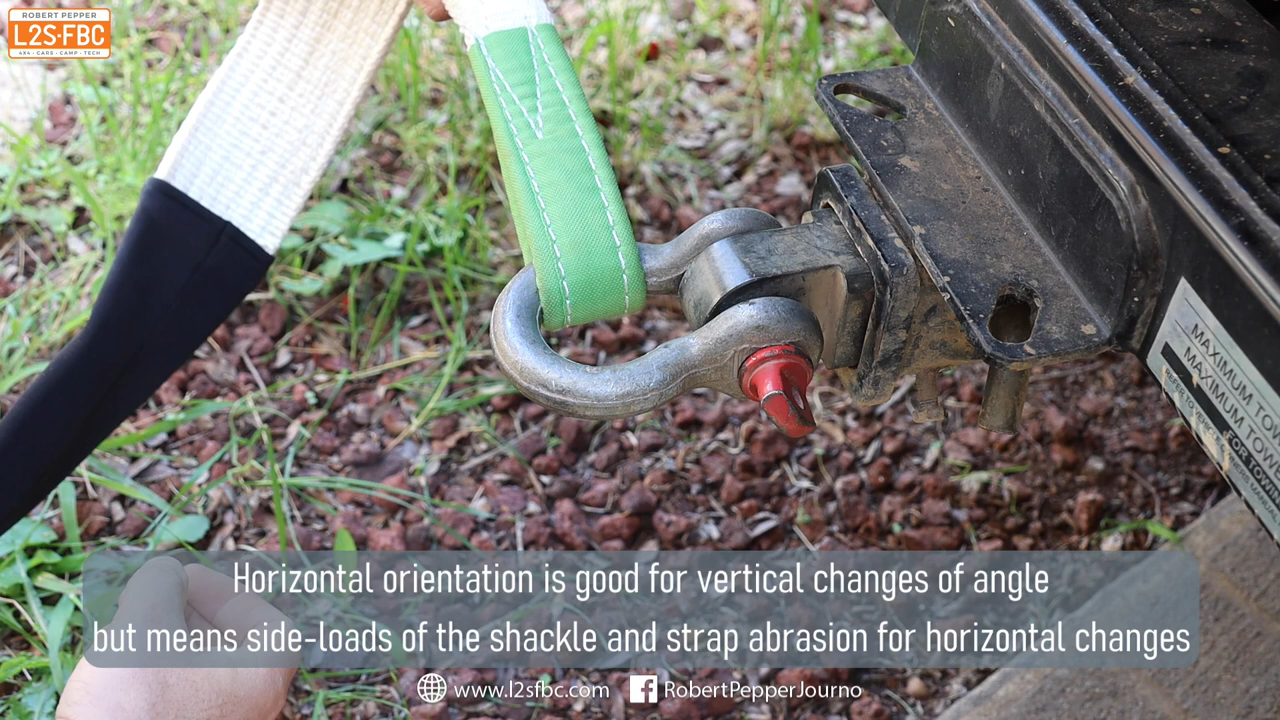 ROBERT PEPPER
L2S·FBC
4X4 · CARS · CAMP · TECH
MAXIMUM TOW
MAXIMUM TOW
FOR TOWING
Horizontal orientation is good for vertical changes of angle
but means side-loads of the shackle and strap abrasion for horizontal changes
www.l2sfbc.com
RobertPepperJourno